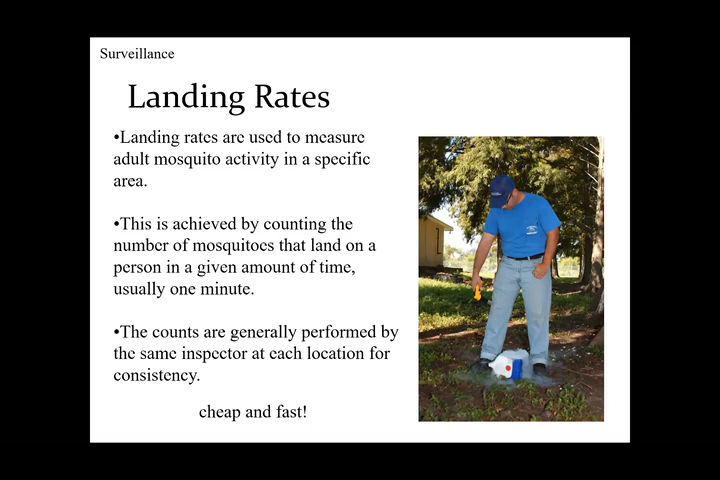 Surveillance
Landing Rates
•Landing rates are used to measure
adult mosquito activity in a specific
area.
•This is achieved by counting the
number of mosquitoes that land on a
person in a given amount of time,
usually one minute.
•The counts are generally performed by
the same inspector at each location for
consistency.
cheap and fast!